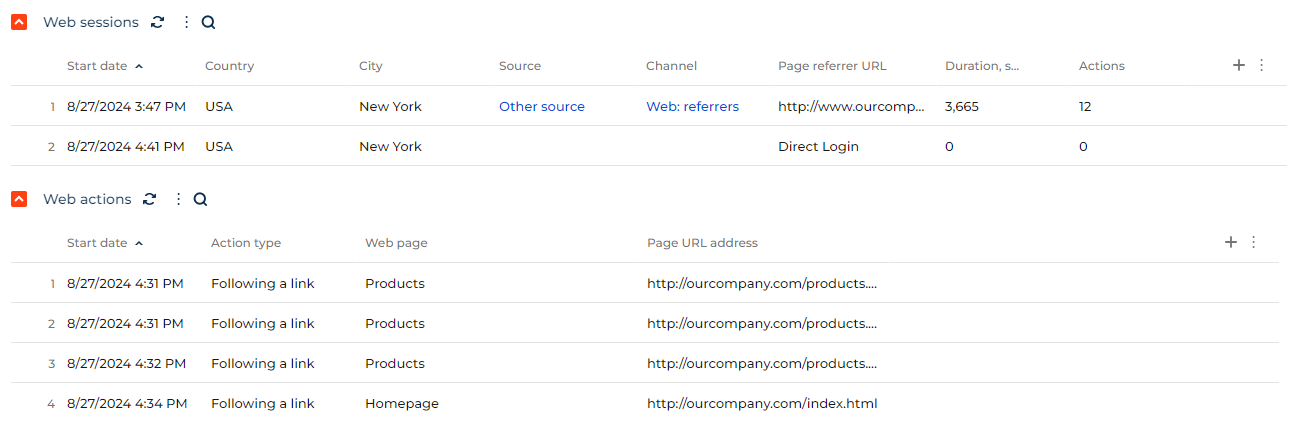 Web sessions
Start date Country City Source Channel Page referrer URL Duration, s... Actions
1 8/27/2024 3:47 PM USA New York Other source Web: referrers http://www.ourcomp... 3,665 12
2 8/27/2024 4:41 PM USA New York Direct Login 0 0
Web actions
Start date Action type Web page Page URL address
1 8/27/2024 4:31 PM Following a link Products http://ourcompany.com/products....
2 8/27/2024 4:31 PM Following a link Products http://ourcompany.com/products....
3 8/27/2024 4:32 PM Following a link Products http://ourcompany.com/products....
4 8/27/2024 4:34 PM Following a link Homepage http://ourcompany.com/index.html